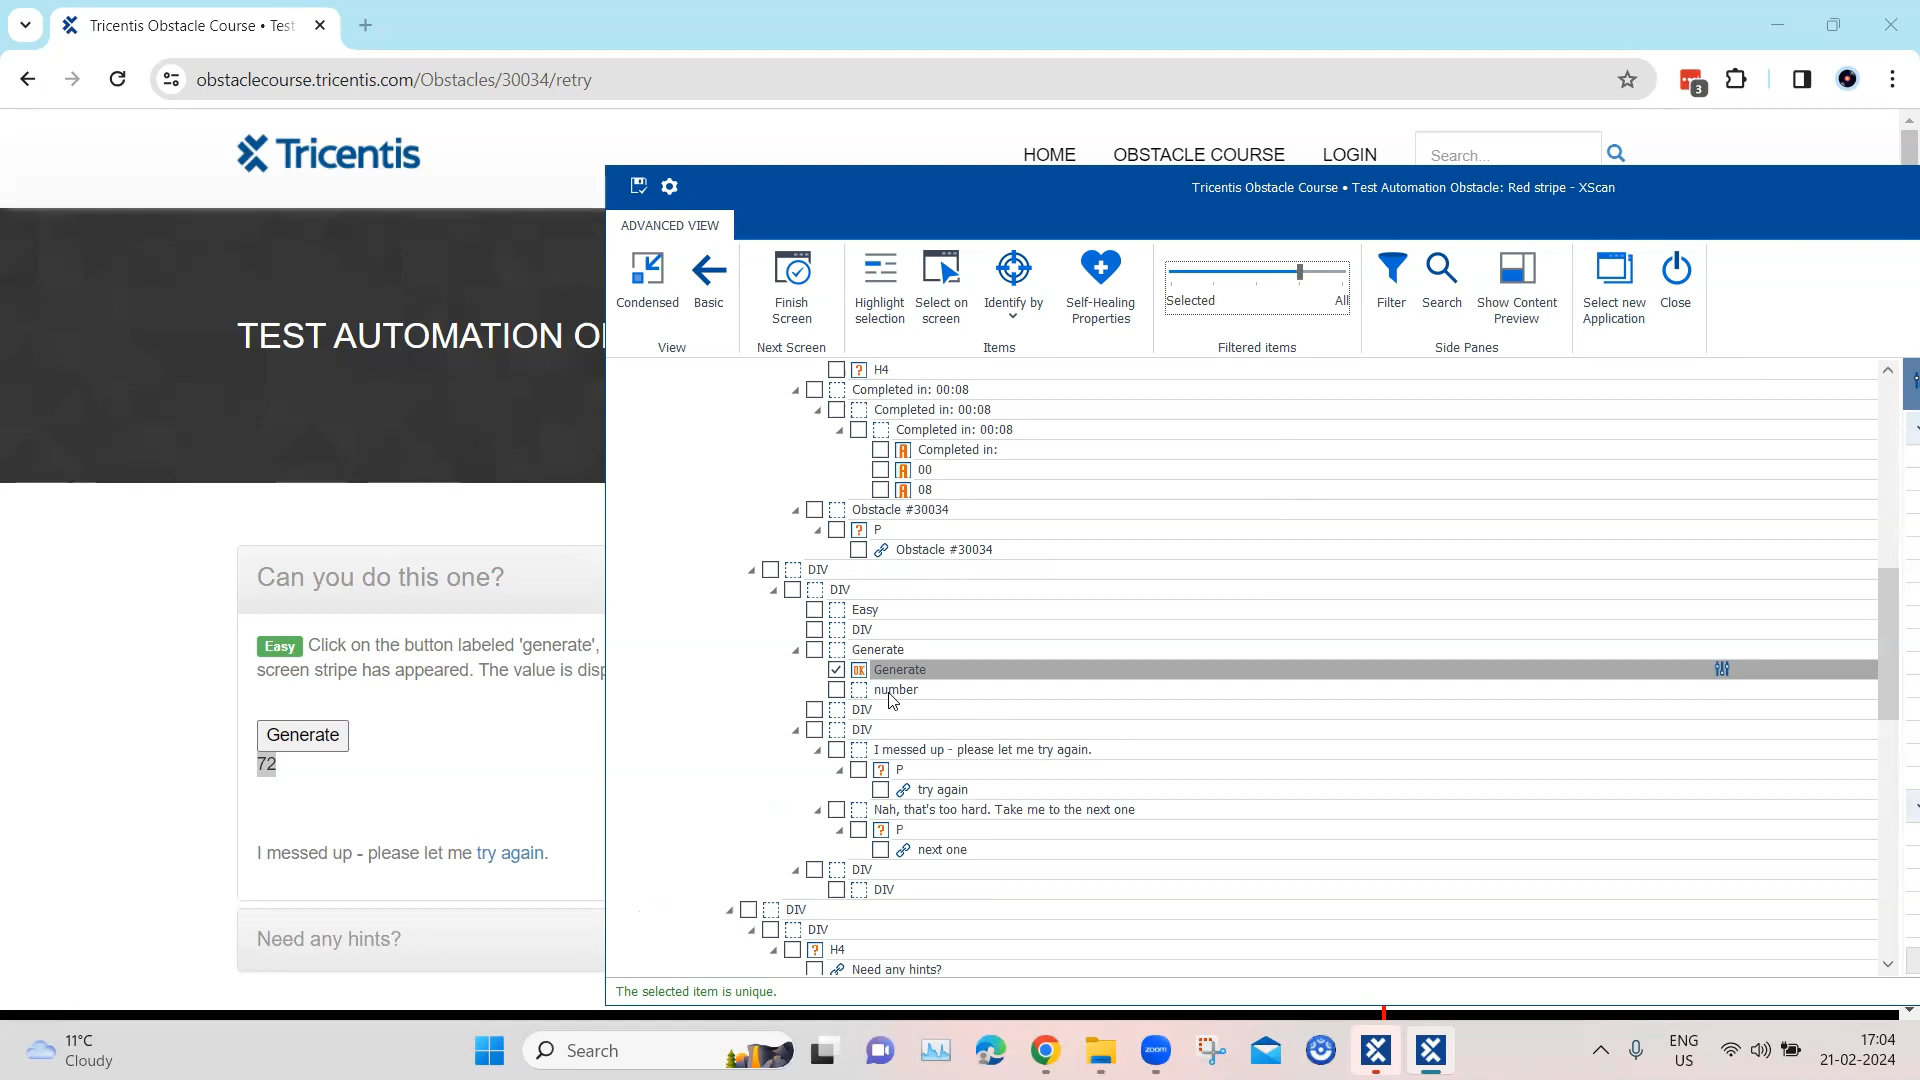 Tricentis Obstacle Course • Test
obstaclecourse.tricentis.com/Obstacles/30034/retry
3
Tricentis
HOME
OBSTACLE COURSE
LOGIN
Search...
Tricentis Obstacle Course • Test Automation Obstacle: Red stripe - XScan
ADVANCED VIEW
Condensed
Basic
Finish Screen
Highlight selection
Select on screen
Identify by
Self-Healing Properties
Selected
All
Filter
Search
Show Content Preview
Select new Application
Close
View
Next Screen
Items
Filtered items
Side Panes
TEST AUTOMATION O
H4
Completed in: 00:08
Completed in: 00:08
Completed in: 00:08
Completed in:
00
08
Obstacle #30034
P
Obstacle #30034
DIV
DIV
Easy
DIV
Generate
Generate
number
DIV
DIV
I messed up - please let me try again.
P
try again
Nah, that's too hard. Take me to the next one
P
next one
DIV
DIV
DIV
DIV
H4
Need any hints?
The selected item is unique.
Can you do this one?
Easy Click on the button labeled 'generate',
screen stripe has appeared. The value is disp
Generate
72
I messed up - please let me try again.
Need any hints?
11°C
Cloudy
Search
zoom
ENG
US
17:04
21-02-2024